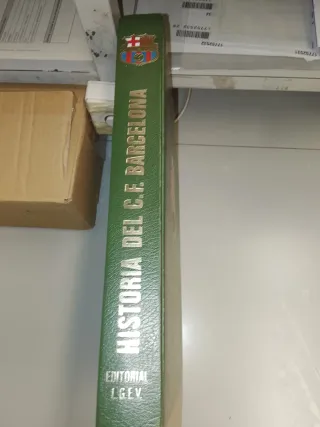 HISTORIA DEL C.F. BARCELONA
EDITORIAL
L.G.E.V.